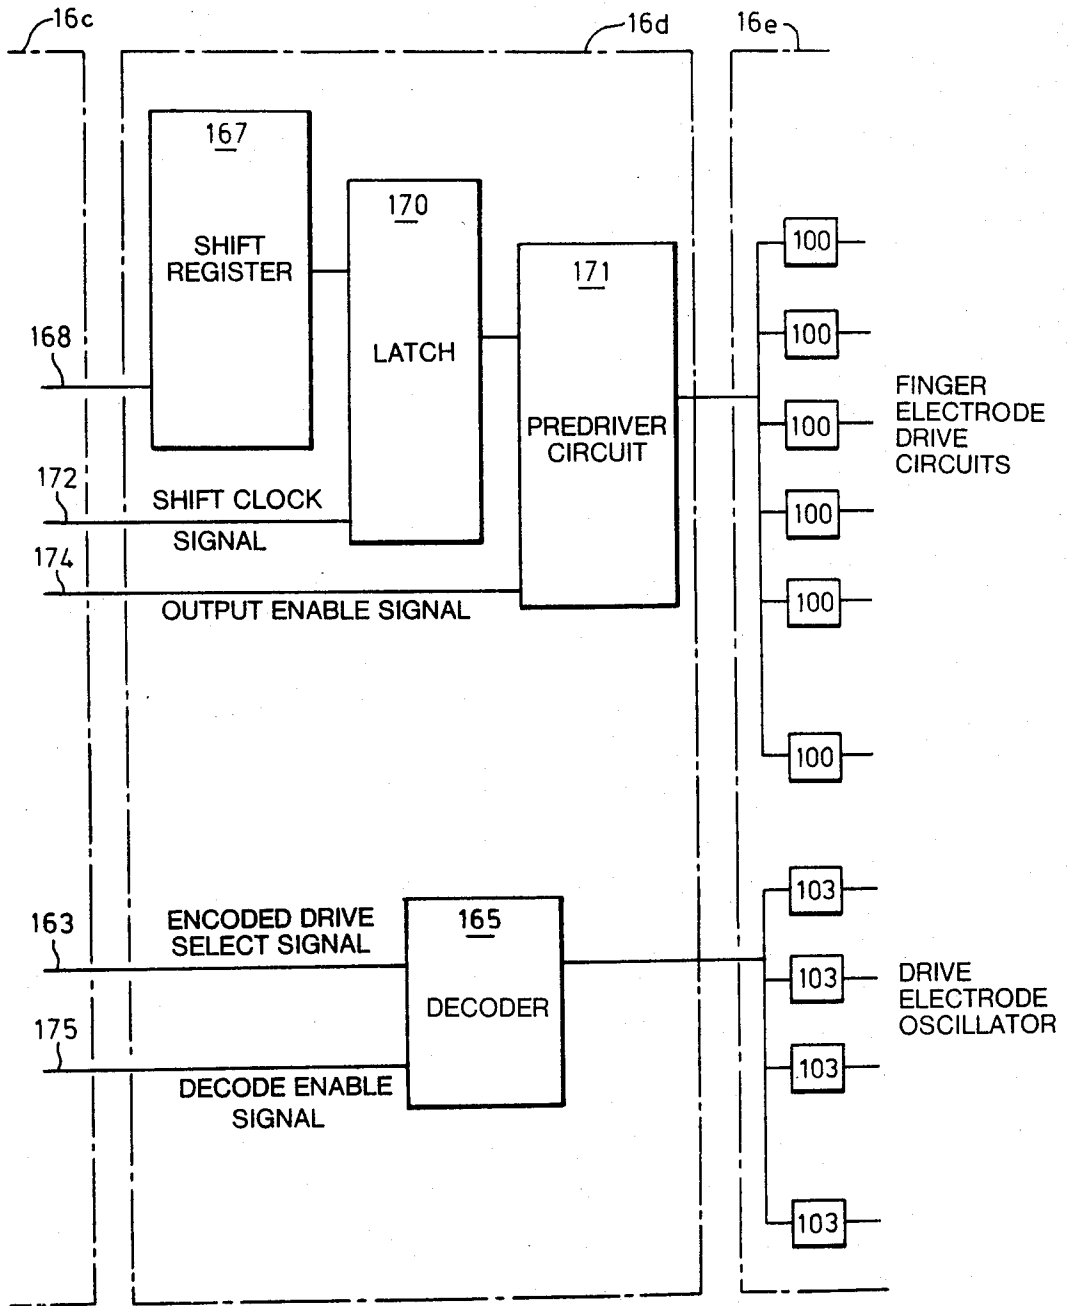 16c
16d
16e
167
SHIFT
REGISTER
170
LATCH
171
PREDRIVER
CIRCUIT
100
100
100
100
100
100
FINGER
ELECTRODE
DRIVE
CIRCUITS
168
172
SHIFT CLOCK
SIGNAL
174
OUTPUT ENABLE SIGNAL
163
ENCODED DRIVE
SELECT SIGNAL
165
DECODER
175
DECODE ENABLE
SIGNAL
103
103
103
103
DRIVE
ELECTRODE
OSCILLATOR